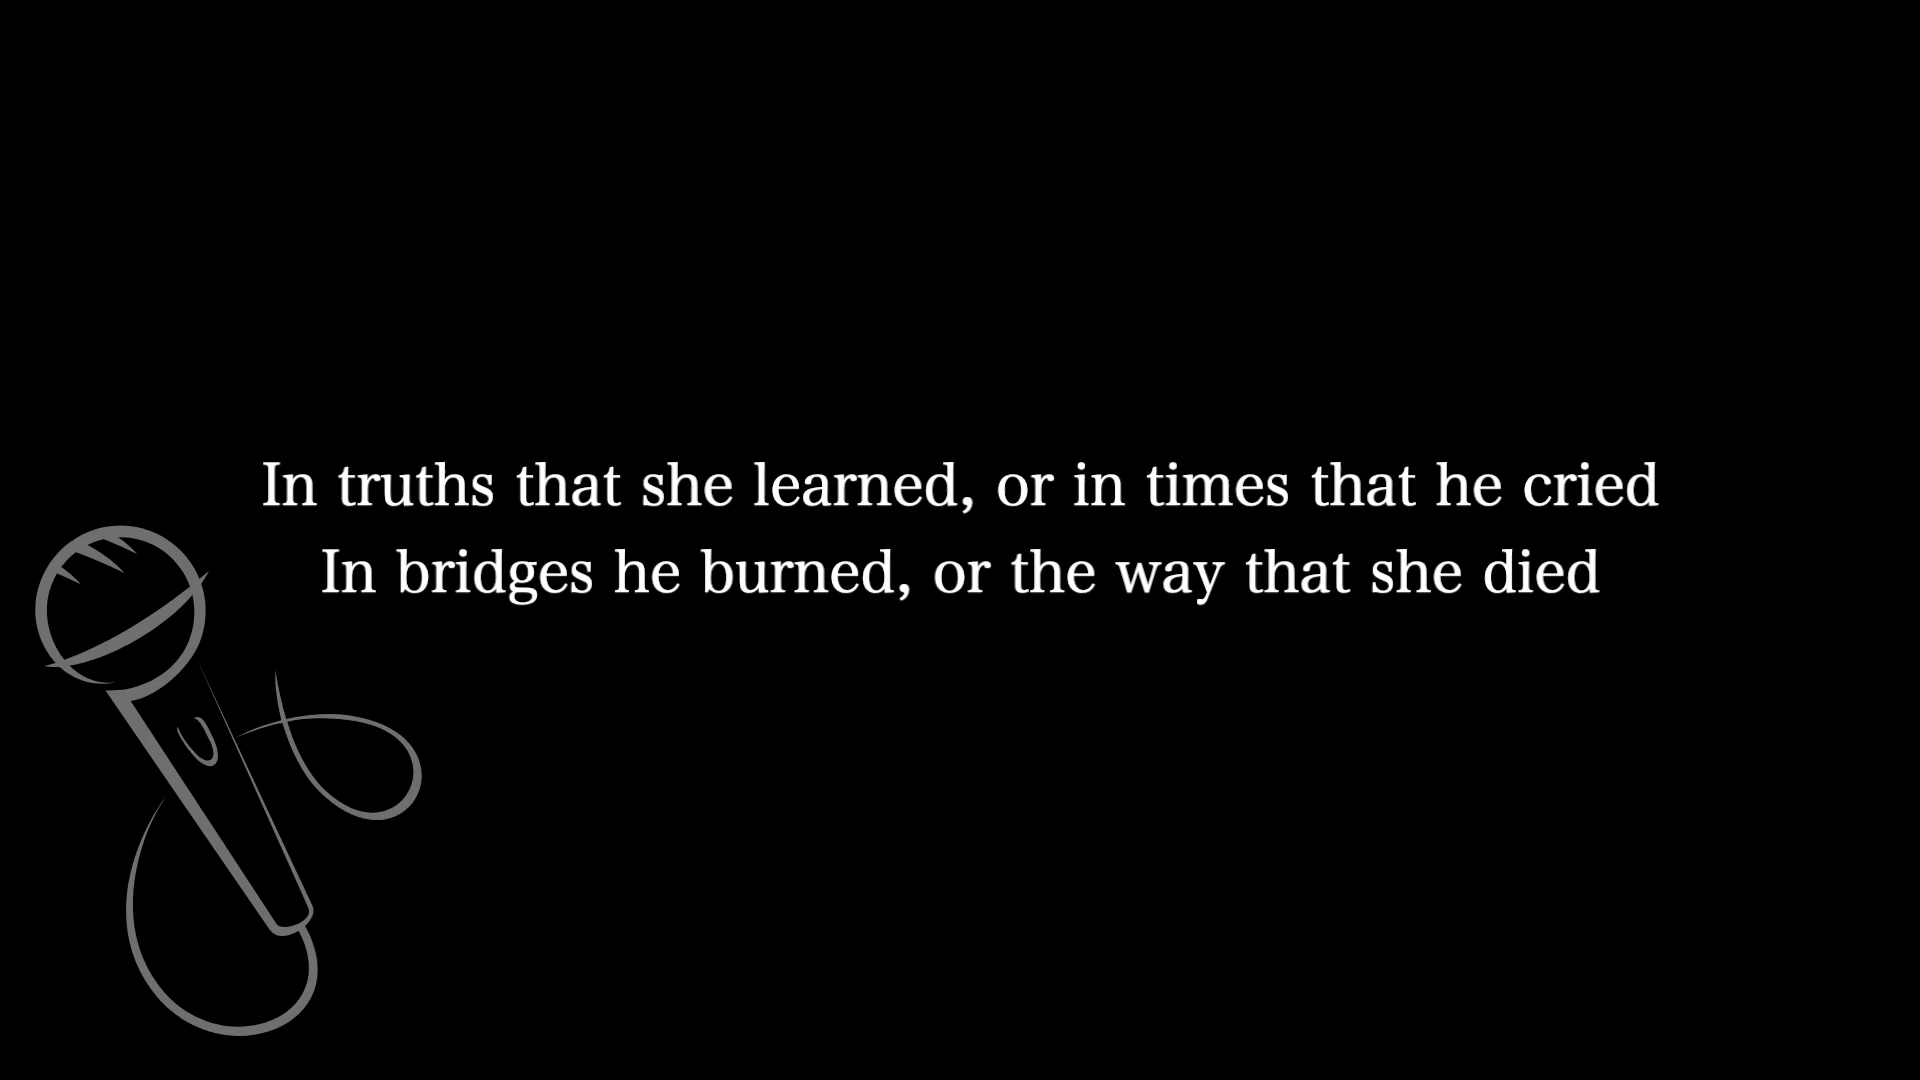 In truths that she learned, or in times that he cried
In bridges he burned, or the way that she died